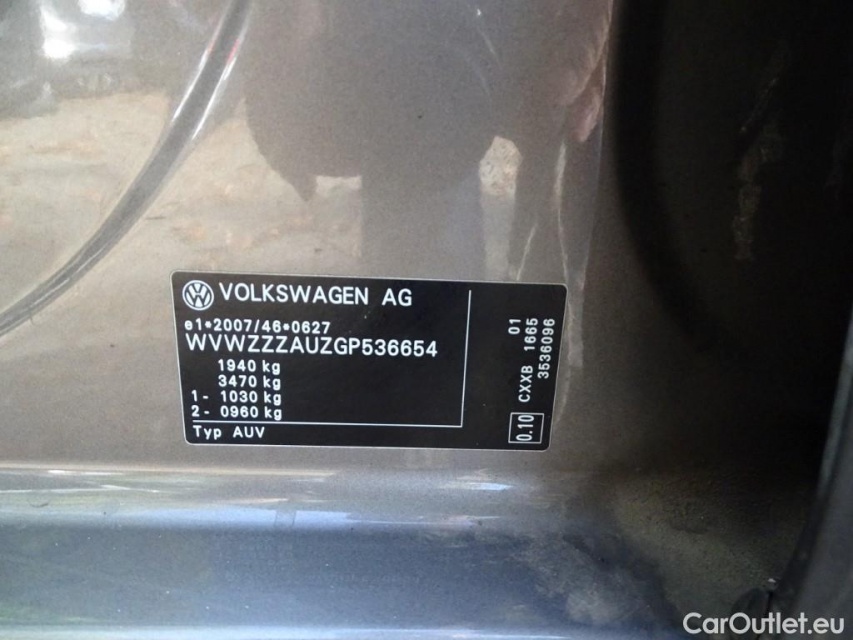 VOLKSWAGEN AG
e1*2007/46*0627
WVWZZZAUZGP536654
1940 kg
3470 kg
1- 1030 kg
2- 0960 kg
Typ AUV
01
CXXB 1665
3536096
0.10
CarOutlet.eu